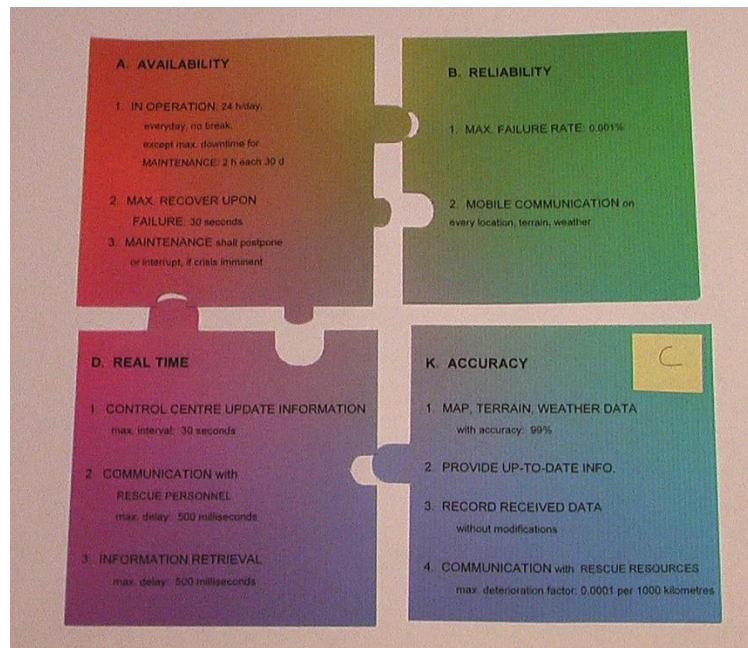 A. AVAILABILITY
1. IN OPERATION: 24 h/day,
everyday, no break,
except max. downtime for
MAINTENANCE: 2 h each 30 d
2. MAX. RECOVER UPON
FAILURE: 30 seconds
3. MAINTENANCE shall postpone
or interrupt, if crisis imminent
B. RELIABILITY
1. MAX. FAILURE RATE: 0.001%
2. MOBILE COMMUNICATION on
every location, terrain, weather
D. REAL TIME
1. CONTROL CENTRE UPDATE INFORMATION
max. interval: 30 seconds
2. COMMUNICATION with
RESCUE PERSONNEL
max. delay: 500 milliseconds
3. INFORMATION RETRIEVAL
max. delay: 500 milliseconds
K. ACCURACY
C
1. MAP, TERRAIN, WEATHER DATA
with accuracy: 99%
2. PROVIDE UP-TO-DATE INFO.
3. RECORD RECEIVED DATA
without modifications
4. COMMUNICATION with RESCUE RESOURCES
max. deterioration factor: 0.0001 per 1000 kilometres